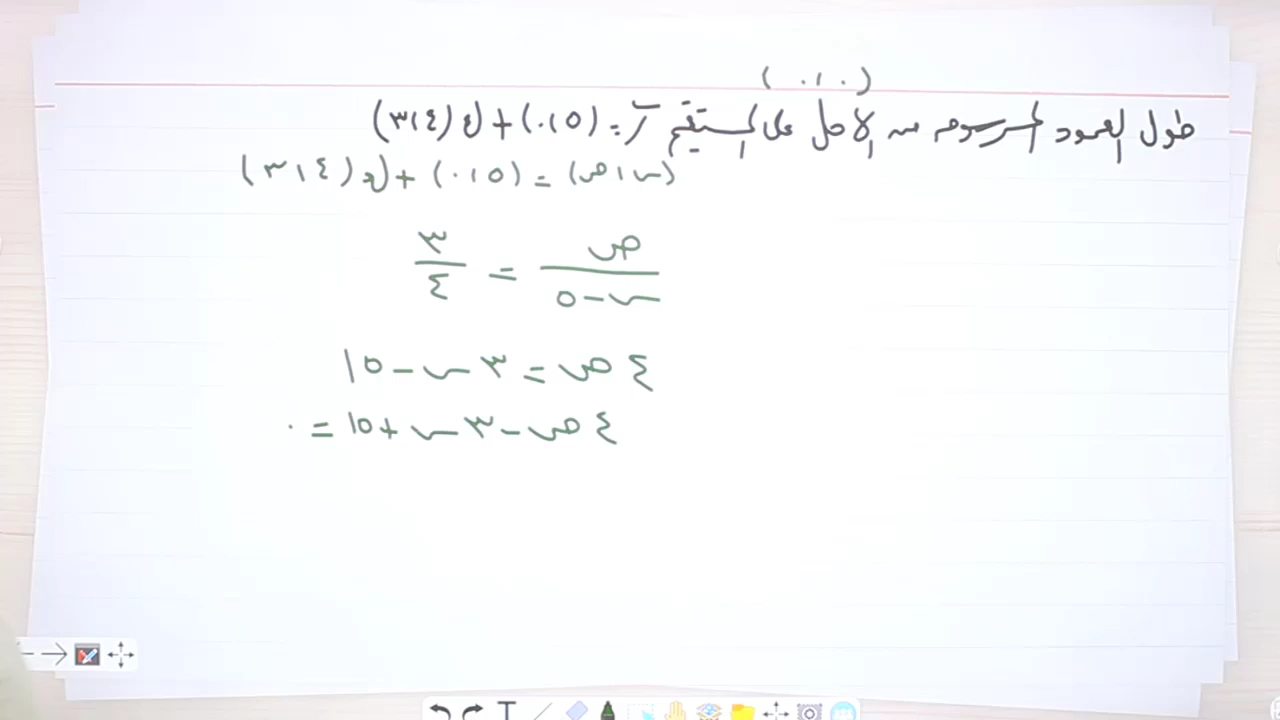 (٠ ، ٠)
طول العمود المرسوم من الأصل على المستقيم ر = (٥ ، ٠) + ك (٤ ، ٣)
(س ، ص) = (٥ ، ٠) + ك (٤ ، ٣)
ص / س - ٥ = ٣ / ٤
٤ ص = ٣ س - ١٥
٤ ص - ٣ س + ١٥ = ٠
T